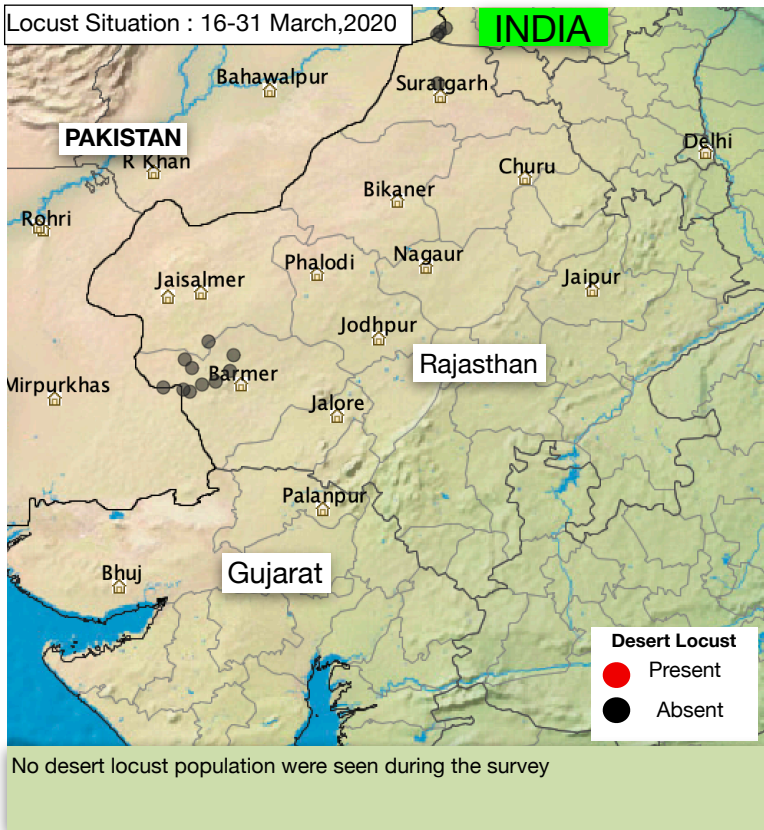 Locust Situation : 16-31 March,2020
INDIA
Bahawalpur
Suratgarh
PAKISTAN
R Khan
Delhi
Churu
Bikaner
Rohri
Nagaur
Phalodi
Jaisalmer
Jaipur
Jodhpur
Rajasthan
Barmer
Mirpurkhas
Jalore
Palanpur
Bhuj
Gujarat
Desert Locust
Present
Absent
No desert locust population were seen during the survey